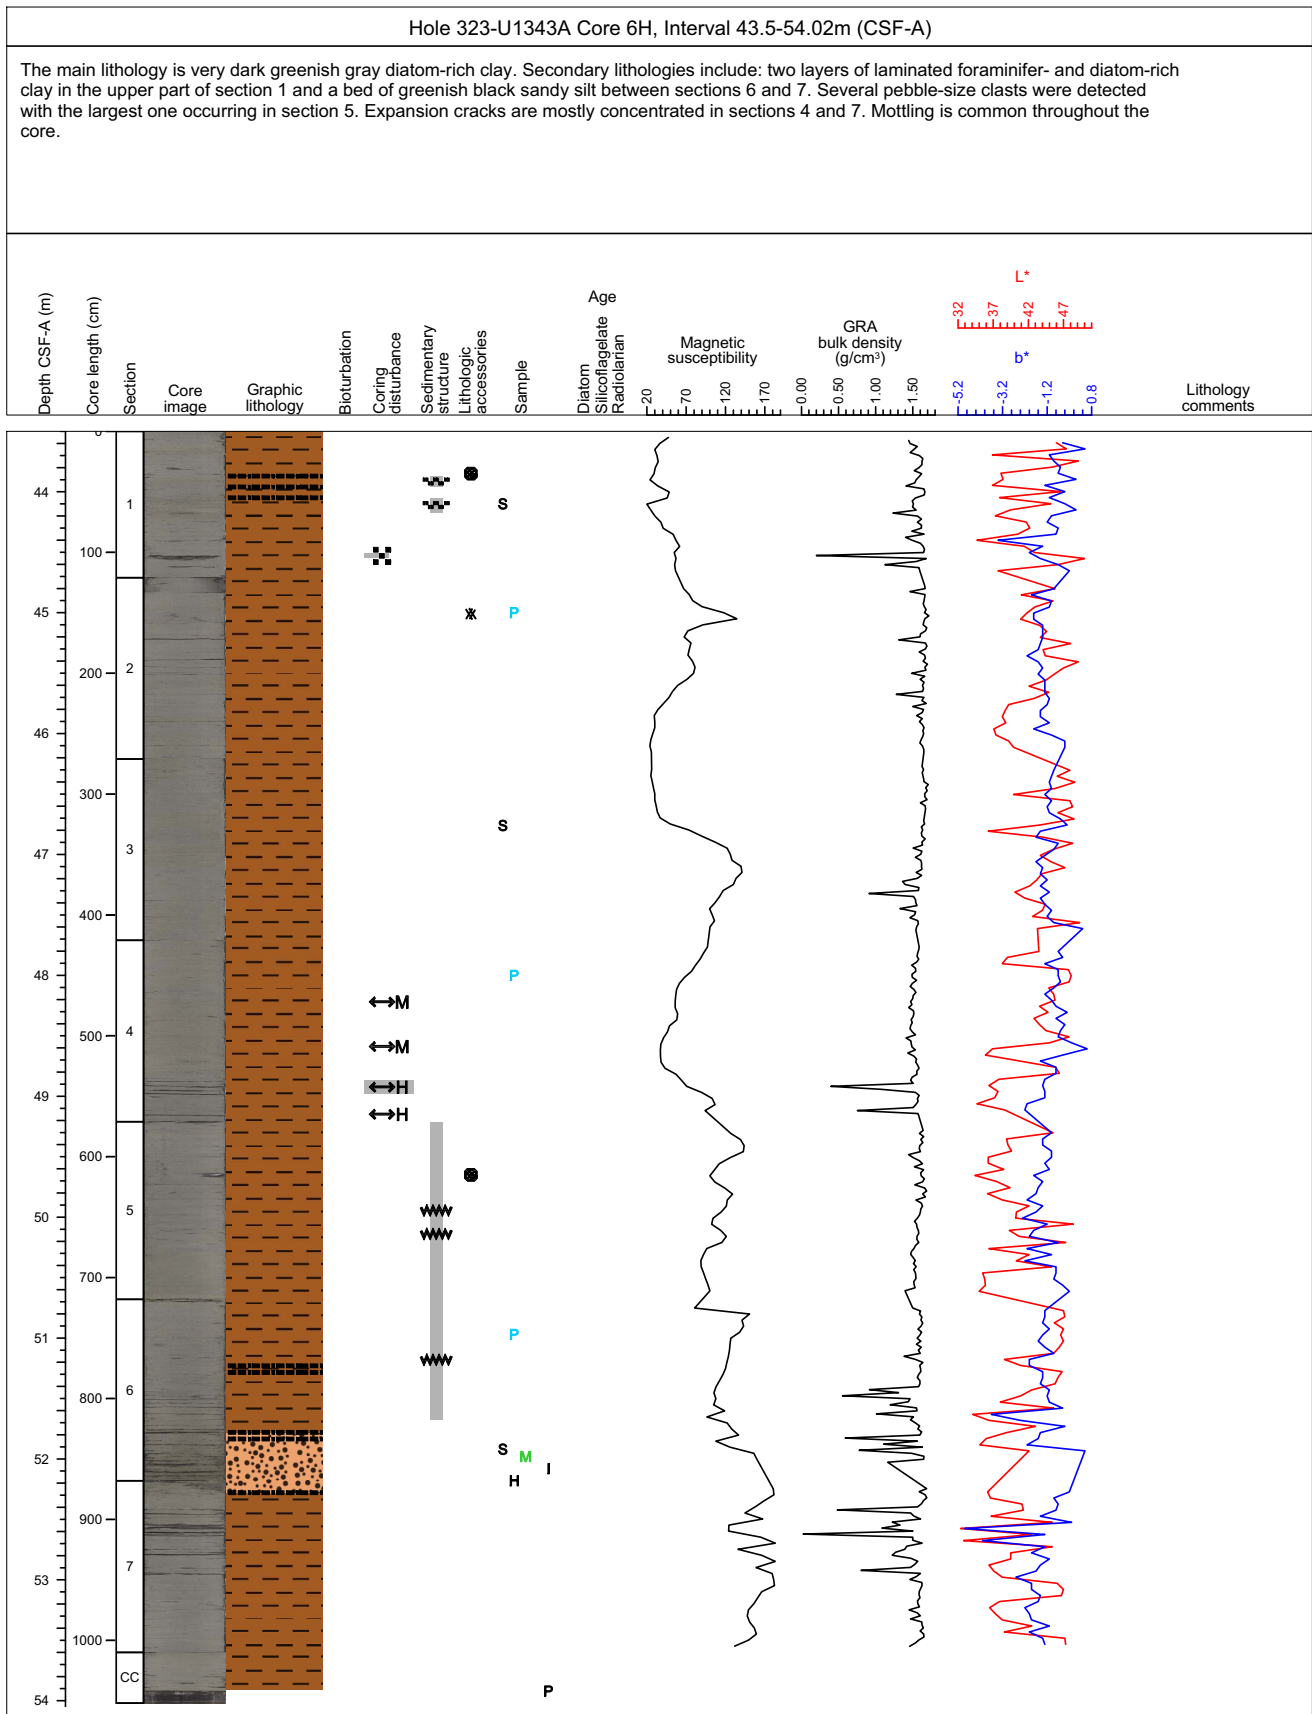 Hole 323-U1343A Core 6H, Interval 43.5-54.02m (CSF-A)
The main lithology is very dark greenish gray diatom-rich clay. Secondary lithologies include: two layers of laminated foraminifer- and diatom-rich
clay in the upper part of section 1 and a bed of greenish black sandy silt between sections 6 and 7. Several pebble-size clasts were detected
with the largest one occurring in section 5. Expansion cracks are mostly concentrated in sections 4 and 7. Mottling is common throughout the
core.
Depth CSF-A (m)
Core length (cm)
Section
Core
image
Graphic
lithology
Bioturbation
Coring
disturbance
Sedimentary
structure
Lithologic
accessories
Sample
Age
Diatom
Silicoflagelate
Radiolarian
Magnetic
susceptibility
20 70 120 170
GRA
bulk density
(g/cm³)
0.00 0.50 1.00 1.50
L*
32 37 42 47
b*
-5.2 -3.2 -1.2 0.8
Lithology
comments
0
44
1
S
100
45
P
2
200
46
300
S
47
3
400
48
P
M
4
500
M
H
49
H
600
5
50
700
51
P
6
800
52
S
M
I
H
900
7
53
1000
CC
54
P